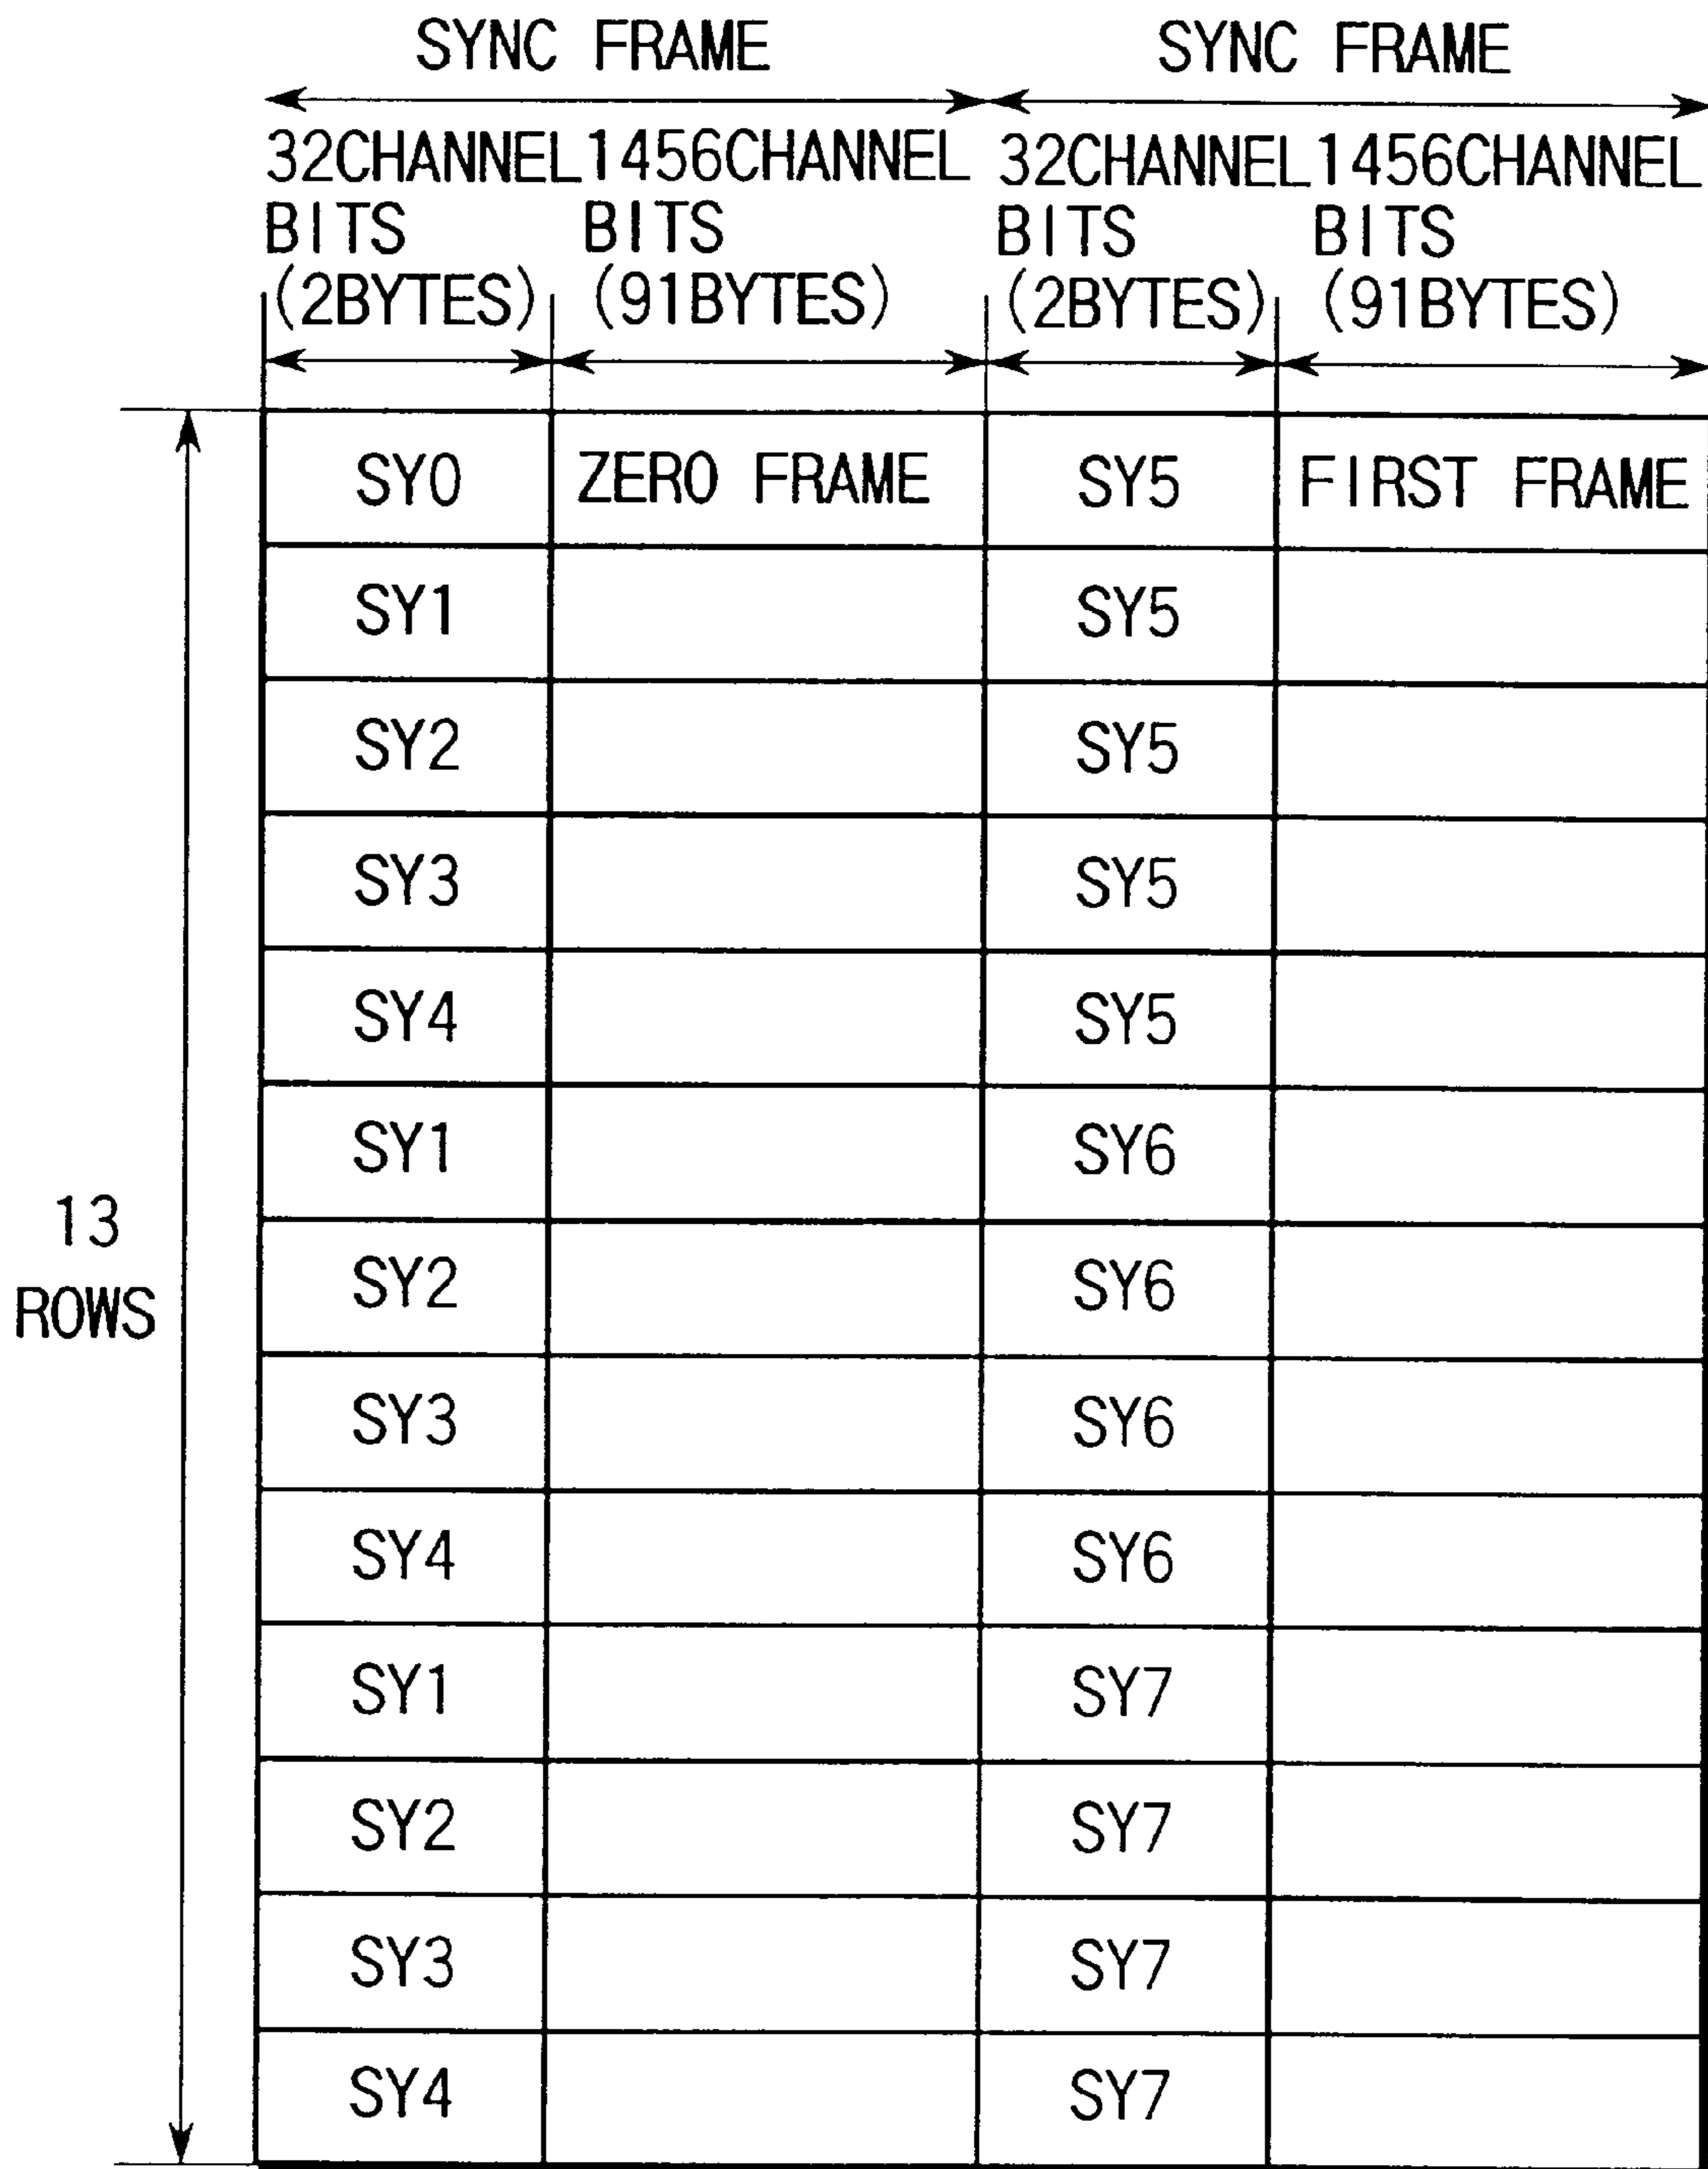 SYNC FRAME SYNC FRAME
32CHANNEL 1456CHANNEL 32CHANNEL 1456CHANNEL
BITS BITS BITS BITS
(2BYTES) (91BYTES) (2BYTES) (91BYTES)
SY0 ZERO FRAME SY5 FIRST FRAME
SY1 SY5
SY2 SY5
SY3 SY5
SY4 SY5
SY1 SY6
13
ROWS
SY2 SY6
SY3 SY6
SY4 SY6
SY1 SY7
SY2 SY7
SY3 SY7
SY4 SY7